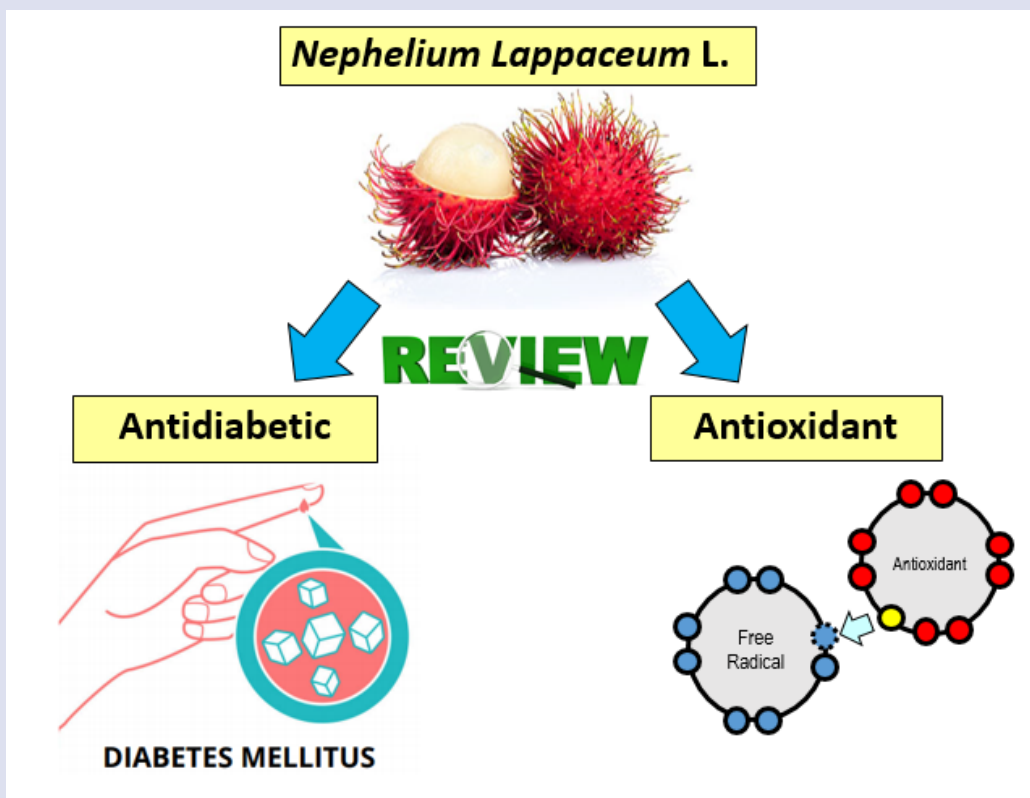 Nephelium Lappaceum L.
REVIEW
Antidiabetic
Antioxidant
Antioxidant
Free
Radical
DIABETES MELLITUS